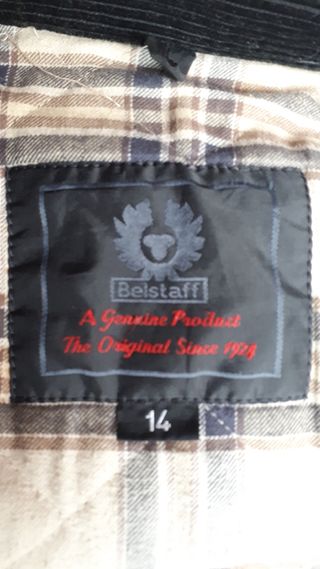 Belstaff
A Genuine Product
The Original Since 1924
14